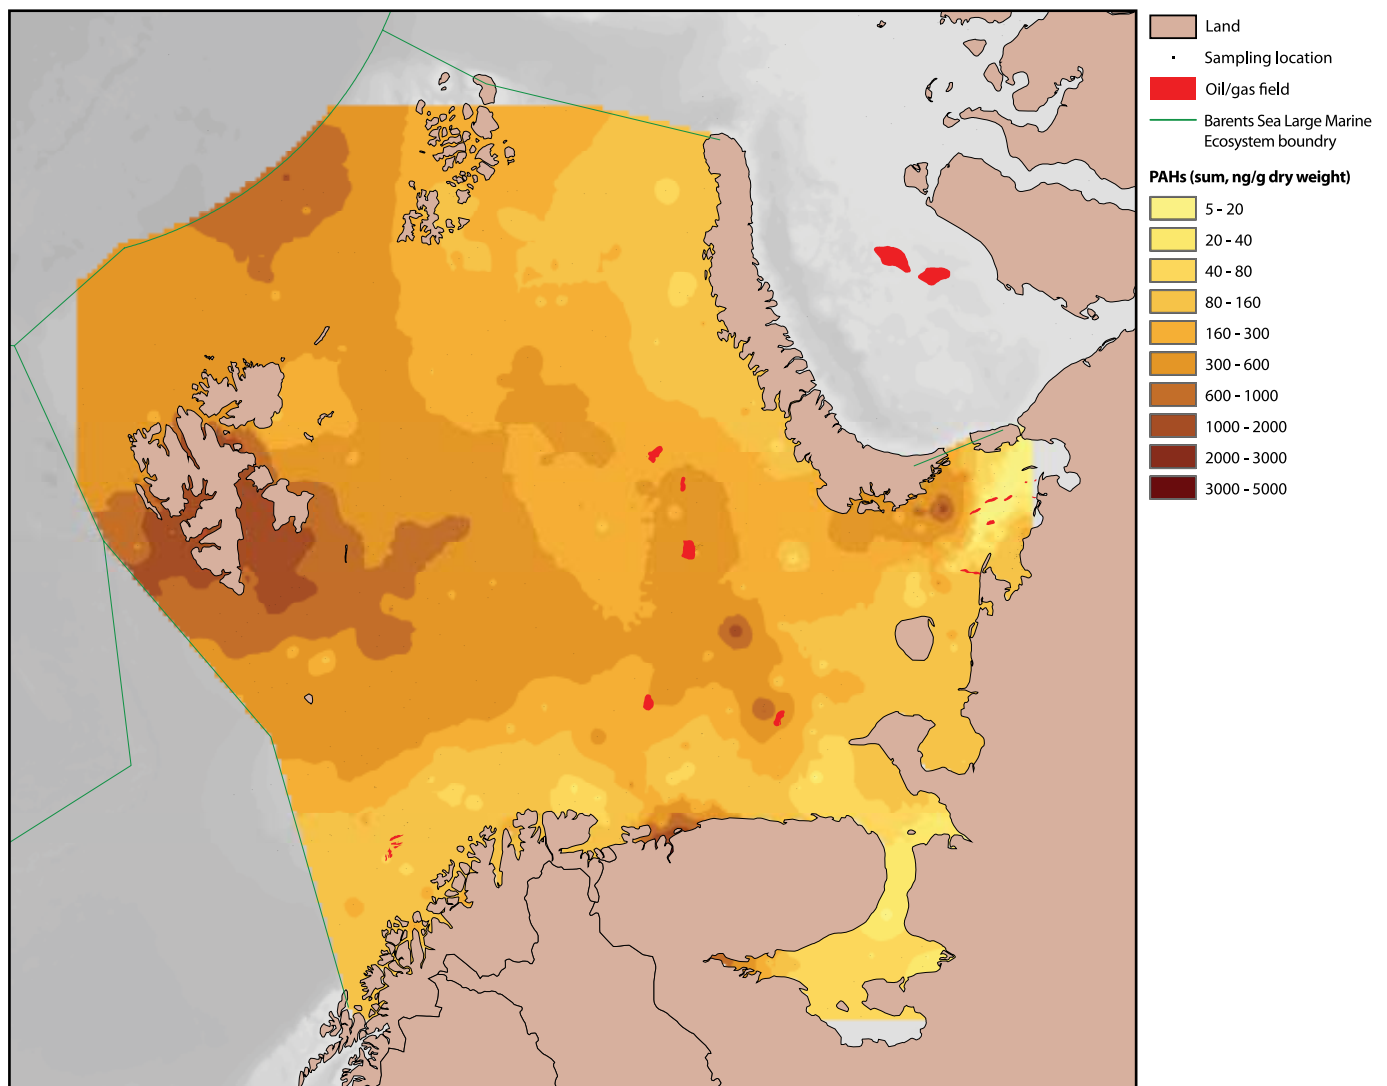 Land
Sampling location
Oil/gas field
Barents Sea Large Marine
Ecosystem boundry
PAHs (sum, ng/g dry weight)
5 - 20
20 - 40
40 - 80
80 - 160
160 - 300
300 - 600
600 - 1000
1000 - 2000
2000 - 3000
3000 - 5000